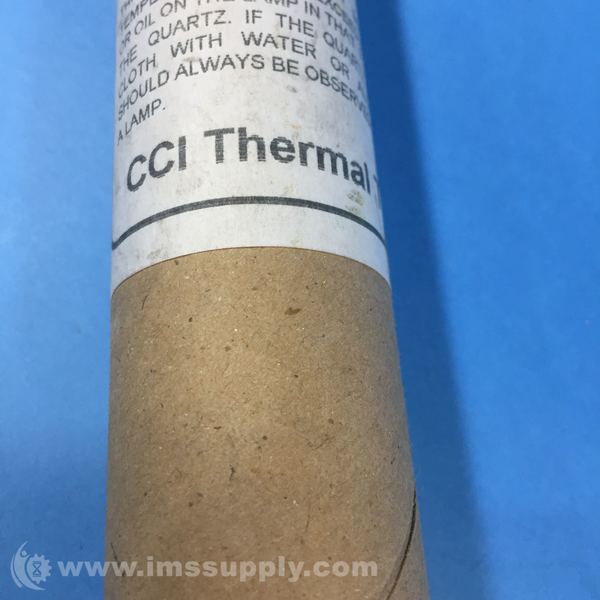 OR OIL ON THE LAMP IN THAT
THE QUARTZ. IF THE
CLOTH WITH WATER OR
SHOULD ALWAYS BE
A LAMP.
CCI Thermal
www.imssupply.com